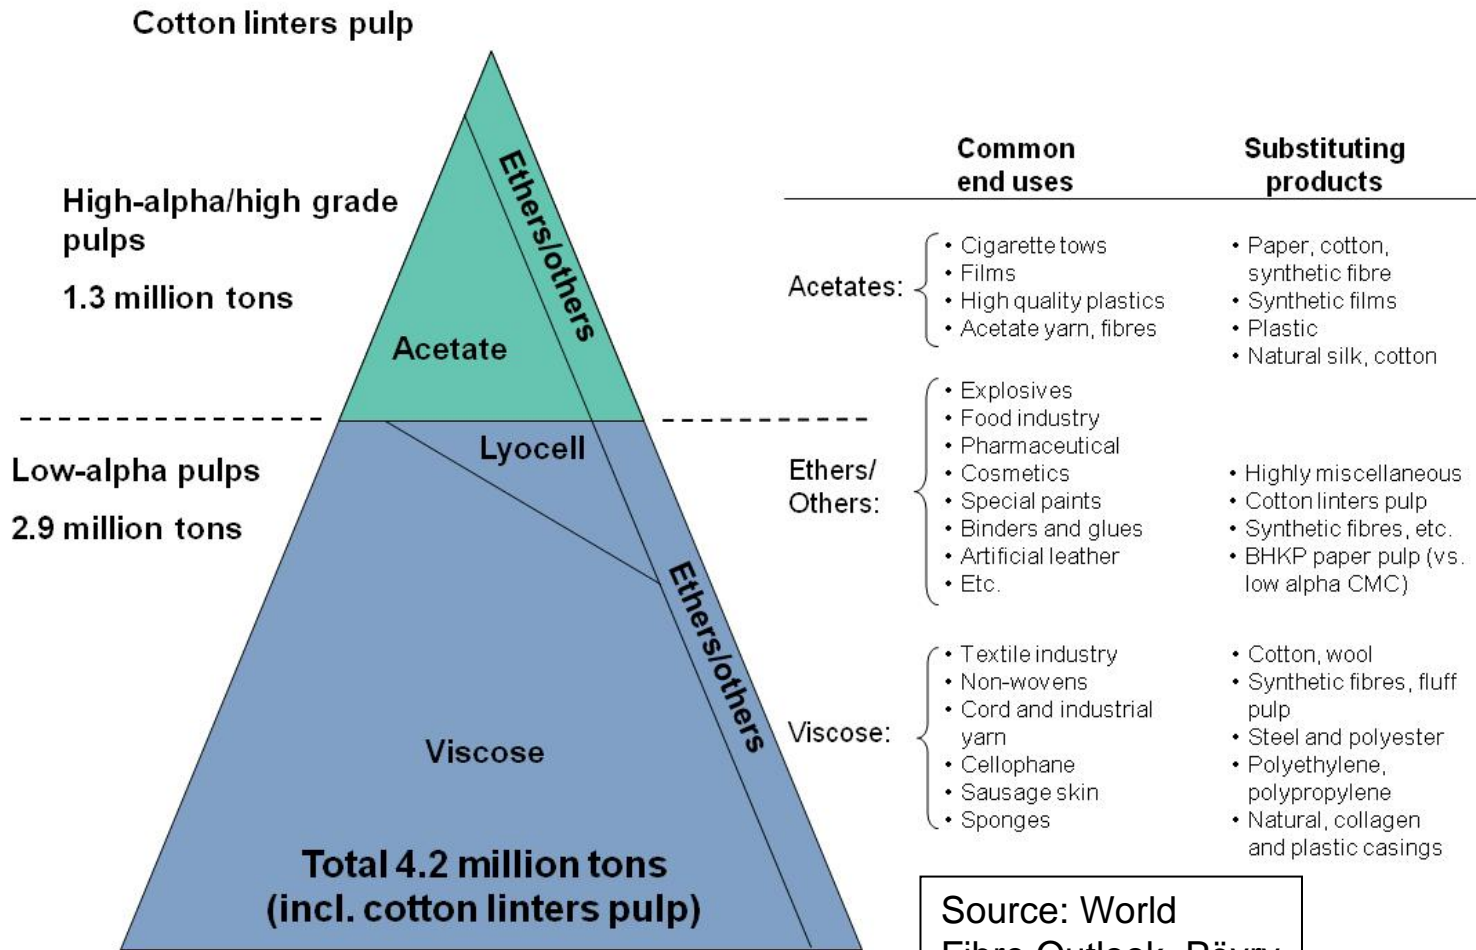 Cotton linters pulp
High-alpha/high grade
pulps
1.3 million tons
Ethers/others
Acetate
Low-alpha pulps
2.9 million tons
Lyocell
Ethers/others
Viscose
Total 4.2 million tons
(incl. cotton linters pulp)
Common
end uses
Substituting
products
Acetates:
• Cigarette tows
• Films
• High quality plastics
• Acetate yarn, fibres
• Paper, cotton,
synthetic fibre
• Synthetic films
• Plastic
• Natural silk, cotton
Ethers/
Others:
• Explosives
• Food industry
• Pharmaceutical
• Cosmetics
• Special paints
• Binders and glues
• Artificial leather
• Etc.
• Highly miscellaneous
• Cotton linters pulp
• Synthetic fibres, etc.
• BHKP paper pulp (vs.
low alpha CMC)
Viscose:
• Textile industry
• Non-wovens
• Cord and industrial
yarn
• Cellophane
• Sausage skin
• Sponges
• Cotton, wool
• Synthetic fibres, fluff
pulp
• Steel and polyester
• Polyethylene,
polypropylene
• Natural, collagen
and plastic casings
Source: World
Fibre Outlook, Pöyry